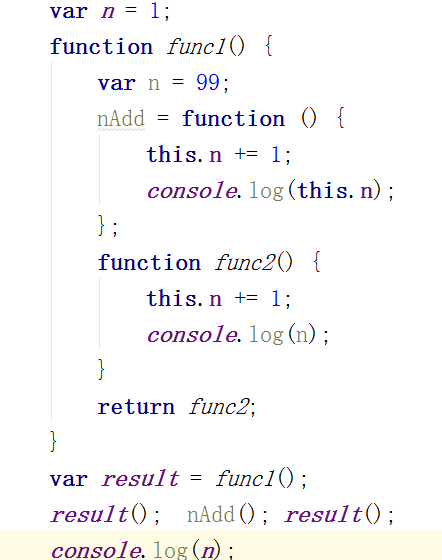 var n = 1;
function func1() {
var n = 99;
nAdd = function () {
this.n += 1;
console.log(this.n);
};
function func2() {
this.n += 1;
console.log(n);
}
return func2;
}
var result = func1();
result(); nAdd(); result();
console.log(n);